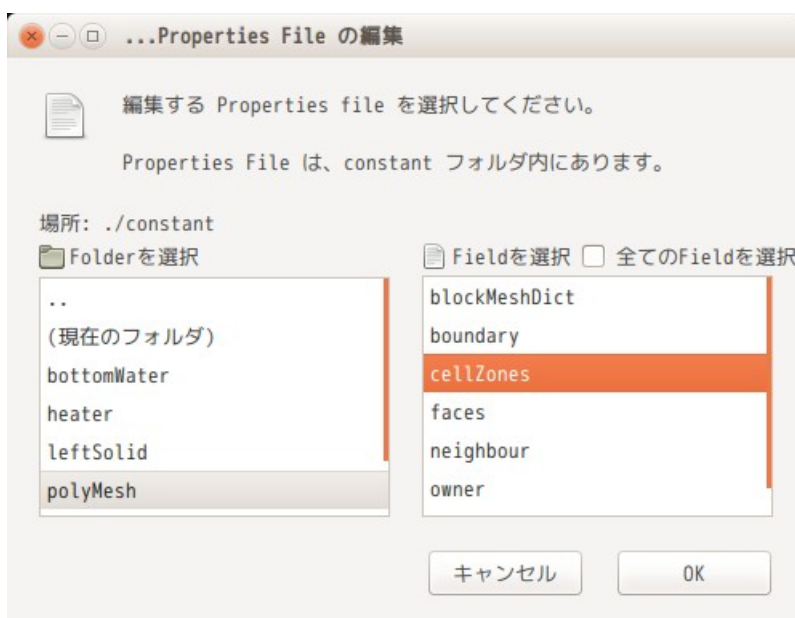 ...Properties File の編集
編集する Properties file を選択してください。
Properties File は、constant フォルダ内にあります。
場所: ./constant
Folderを選択
..
(現在のフォルダ)
bottomWater
heater
leftSolid
polyMesh
Fieldを選択 全てのFieldを選択
blockMeshDict
boundary
cellZones
faces
neighbour
owner
キャンセル OK